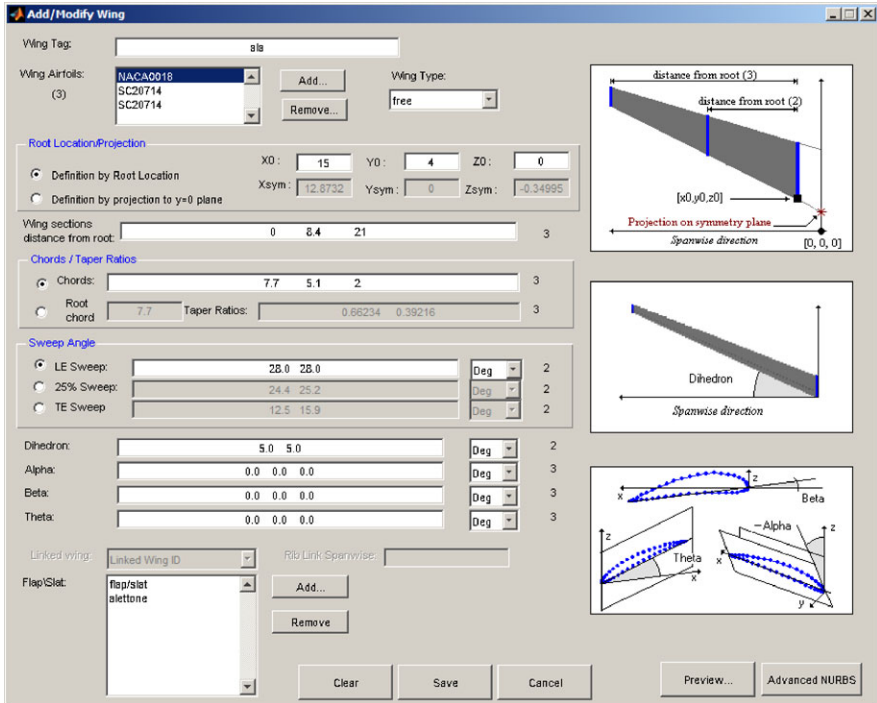 Add/Modify Wing
Wing Tag: ala
Wing Airfoils: (3)
NACA0018
SC20714
SC20714
Add...
Remove...
Wing Type:
free
Root Location/Projection
Definition by Root Location
Definition by projection to y=0 plane
X0 : 15 Y0 : 4 Z0 : 0
Xsym : 12.8732 Ysym : 0 Zsym : -0.34995
Wing sections
distance from root: 0 8.4 21 3
Chords / Taper Ratios
Chords: 7.7 5.1 2 3
Root chord 7.7 Taper Ratios: 0.66234 0.39216 3
Sweep Angle
LE Sweep: 28.0 28.0 Deg 2
25% Sweep: 24.4 25.2 Deg 2
TE Sweep 12.5 15.9 Deg 2
Dihedron: 5.0 5.0 Deg 2
Alpha: 0.0 0.0 0.0 Deg 3
Beta: 0.0 0.0 0.0 Deg 3
Theta: 0.0 0.0 0.0 Deg 3
Linked wing: Linked Wing ID Rib Link Spanwise:
Flap\Slat:
flap/slat
alettone
Add...
Remove
Clear Save Cancel Preview... Advanced NURBS
distance from root (3)
distance from root (2)
[x0,y0,z0]
Projection on symmetry plane
Spanwise direction
[0, 0, 0]
Dihedron
Spanwise direction
z
x
Beta
z
Theta
x
-Alpha
z
x
y